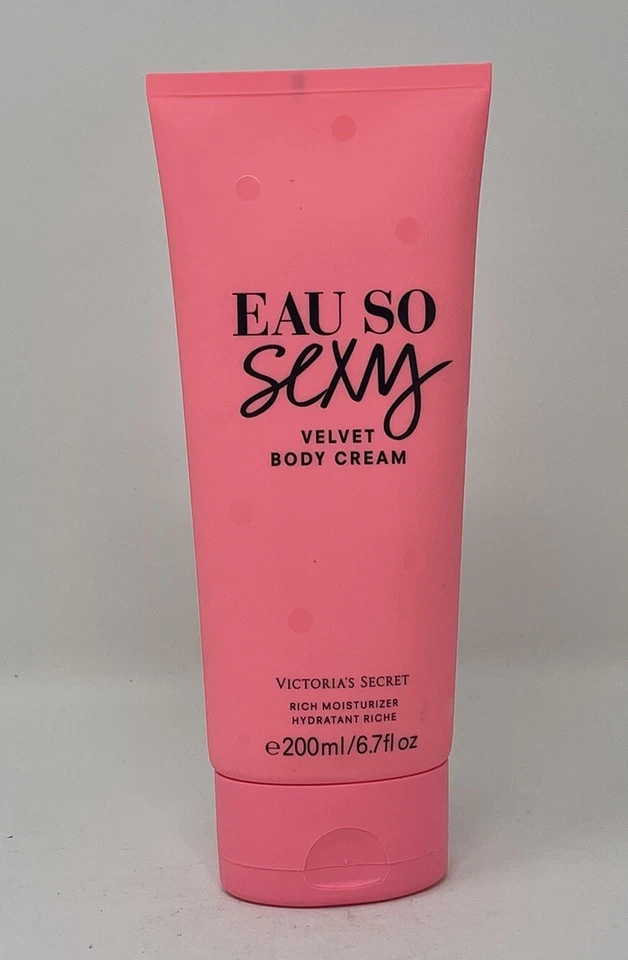 EAU SO
sexy
VELVET
BODY CREAM
VICTORIA'S SECRET
RICH MOISTURIZER
HYDRATANT RICHE
℮200ml/6.7fl oz